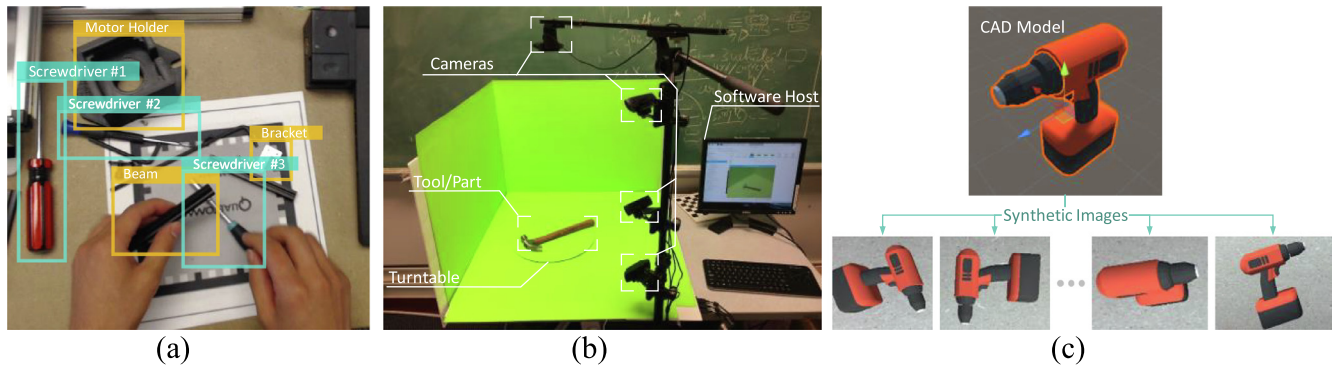 Motor Holder
Screwdriver #1
Screwdriver #2
Bracket
Screwdriver #3
Beam
(a)
Cameras
Software Host
Tool/Part
Turntable
(b)
CAD Model
Synthetic Images
(c)